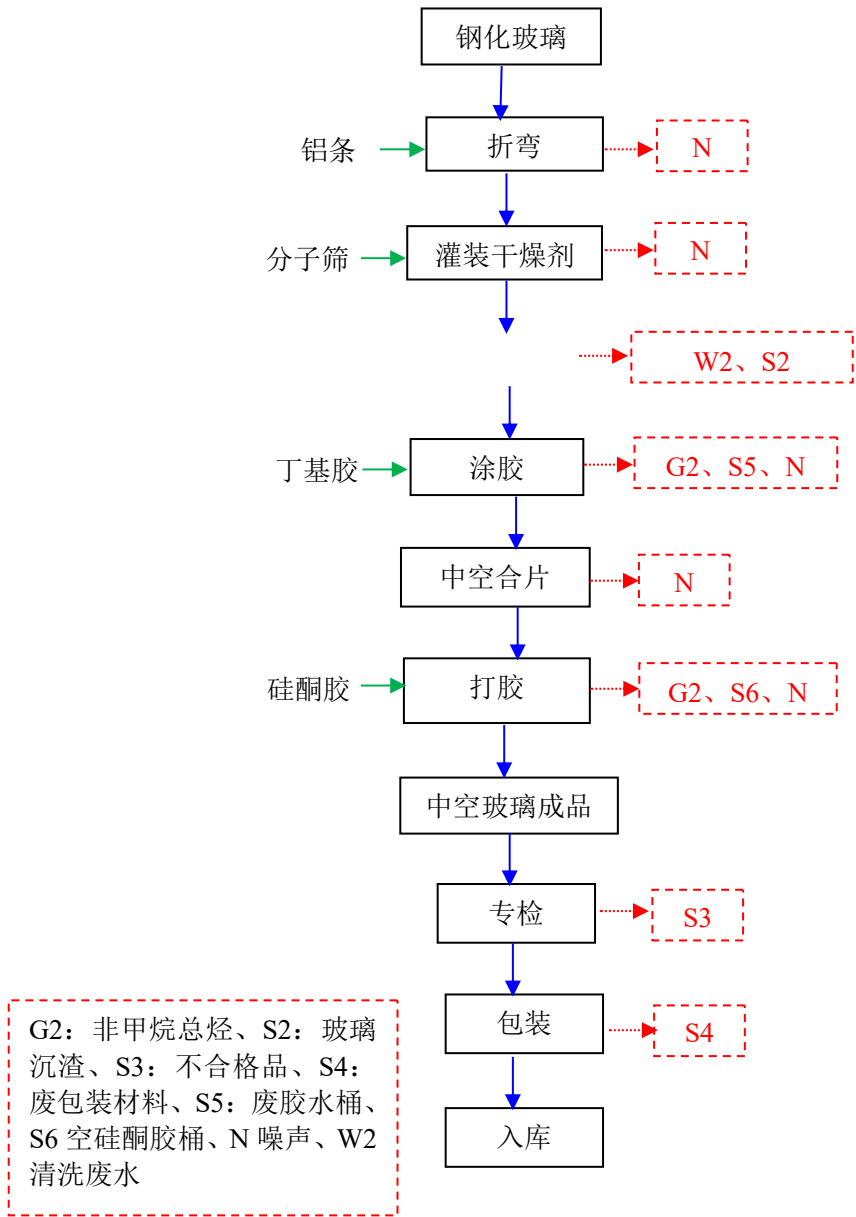 钢化玻璃
铝条
折弯
N
分子筛
灌装干燥剂
N
W2、S2
丁基胶
涂胶
G2、S5、N
中空合片
N
硅酮胶
打胶
G2、S6、N
中空玻璃成品
专检
S3
包装
S4
入库
G2：非甲烷总烃、S2：玻璃
沉渣、S3：不合格品、S4：
废包装材料、S5：废胶水桶、
S6 空硅酮胶桶、N 噪声、W2
清洗废水